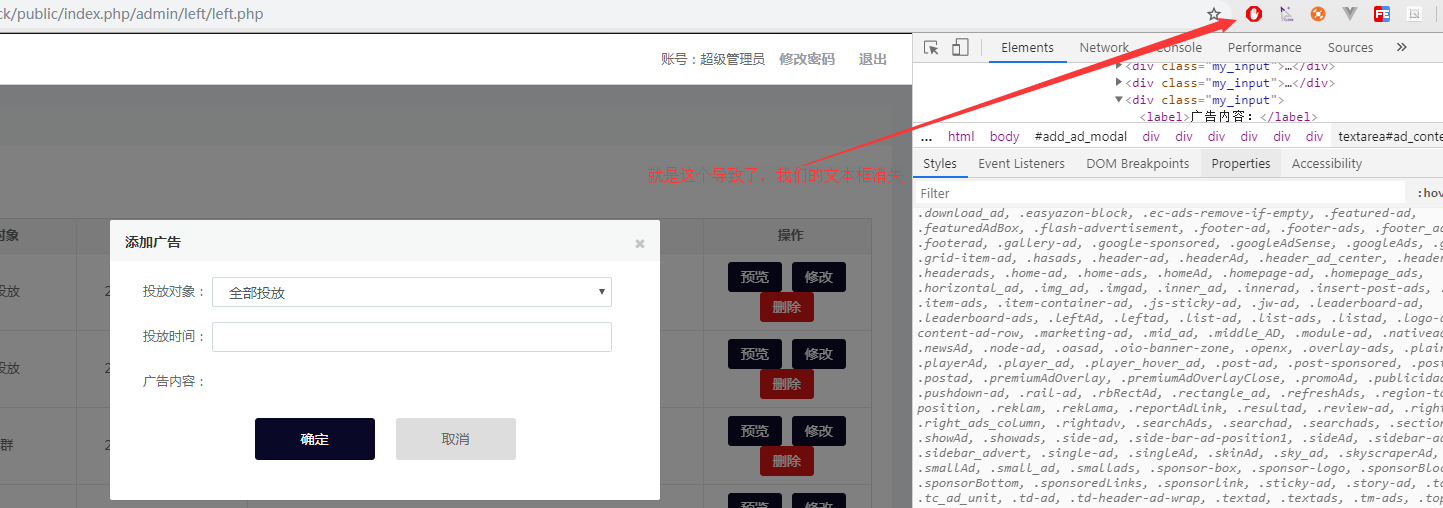 ck/public/index.php/admin/left/left.php
账号：超级管理员 修改密码 退出
就是这个导致了，我们的文本框消失
对象
操作
添加广告
×
投放对象： 全部投放
投放时间：
广告内容：
确定 取消
投放
2
预览 修改
删除
投放
2
预览 修改
删除
群
2
预览 修改
删除
预览 修改
Elements Network Console Performance Sources »
<div class="my_input">…</div>
<div class="my_input">…</div>
<div class="my_input">
<label>广告内容：</label>
… html body #add_ad_modal div div div div div div textarea#ad_conte
Styles Event Listeners DOM Breakpoints Properties Accessibility
Filter :hov
.download_ad, .easyazon-block, .ec-ads-remove-if-empty, .featured-ad,
.featuredAdBox, .flash-advertisement, .footer-ad, .footer-ads, .footer_ad
.footerad, .gallery-ad, .google-sponsored, .googleAdSense, .googleAds, .g
.grid-item-ad, .hasads, .header-ad, .headerAd, .header_ad_center, .heade
.headerads, .home-ad, .home-ads, .homeAd, .homepage-ad, .homepage_ads,
.horizontal_ad, .img_ad, .imgad, .inner_ad, .innerad, .insert-post-ads, .
.item-ads, .item-container-ad, .js-sticky-ad, .jw-ad, .leaderboard-ad,
.leaderboard-ads, .leftAd, .leftad, .list-ad, .list-ads, .listad, .logo-a
content-ad-row, .marketing-ad, .mid_ad, .middle_AD, .module-ad, .nativead
.newsAd, .node-ad, .oasad, .oio-banner-zone, .openx, .overlay-ads, .plain
.playerAd, .player_ad, .player_hover_ad, .post-ad, .post-sponsored, .post
.postad, .premiumAdOverlay, .premiumAdOverlayClose, .promoAd, .publicidad
.pushdown-ad, .rail-ad, .rbRectAd, .rectangle_ad, .refreshAds, .region-to
position, .reklam, .reklama, .reportAdLink, .resultad, .review-ad, .right
.right_ads_column, .rightadv, .searchAds, .searchad, .searchads, .section
.showAd, .showads, .side-ad, .side-bar-ad-position1, .sideAd, .sidebar-ad
.sidebar_advert, .single-ad, .singleAd, .skinAd, .sky_ad, .skyscraperAd,
.smallAd, .small_ad, .smallads, .sponsor-box, .sponsor-logo, .sponsorBloc
.sponsorBottom, .sponsoredLinks, .sponsorlink, .sticky-ad, .story-ad, .ta
.tc_ad_unit, .td-ad, .td-header-ad-wrap, .textad, .textads, .tm-ads, .top